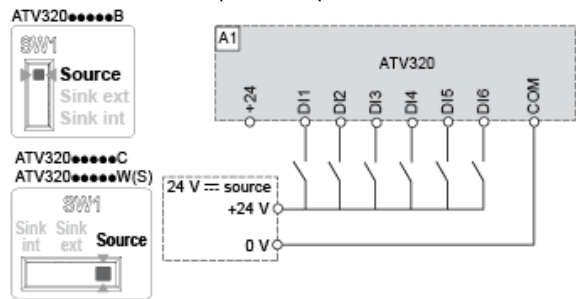 ATV320●●●●●B
SW1
Source
Sink ext
Sink int
ATV320●●●●●C
ATV320●●●●●W(S)
SW1
Sink int
Sink ext
Source
A1
ATV320
+24
DI1
DI2
DI3
DI4
DI5
DI6
COM
24 V ⎓ source
+24 V
0 V